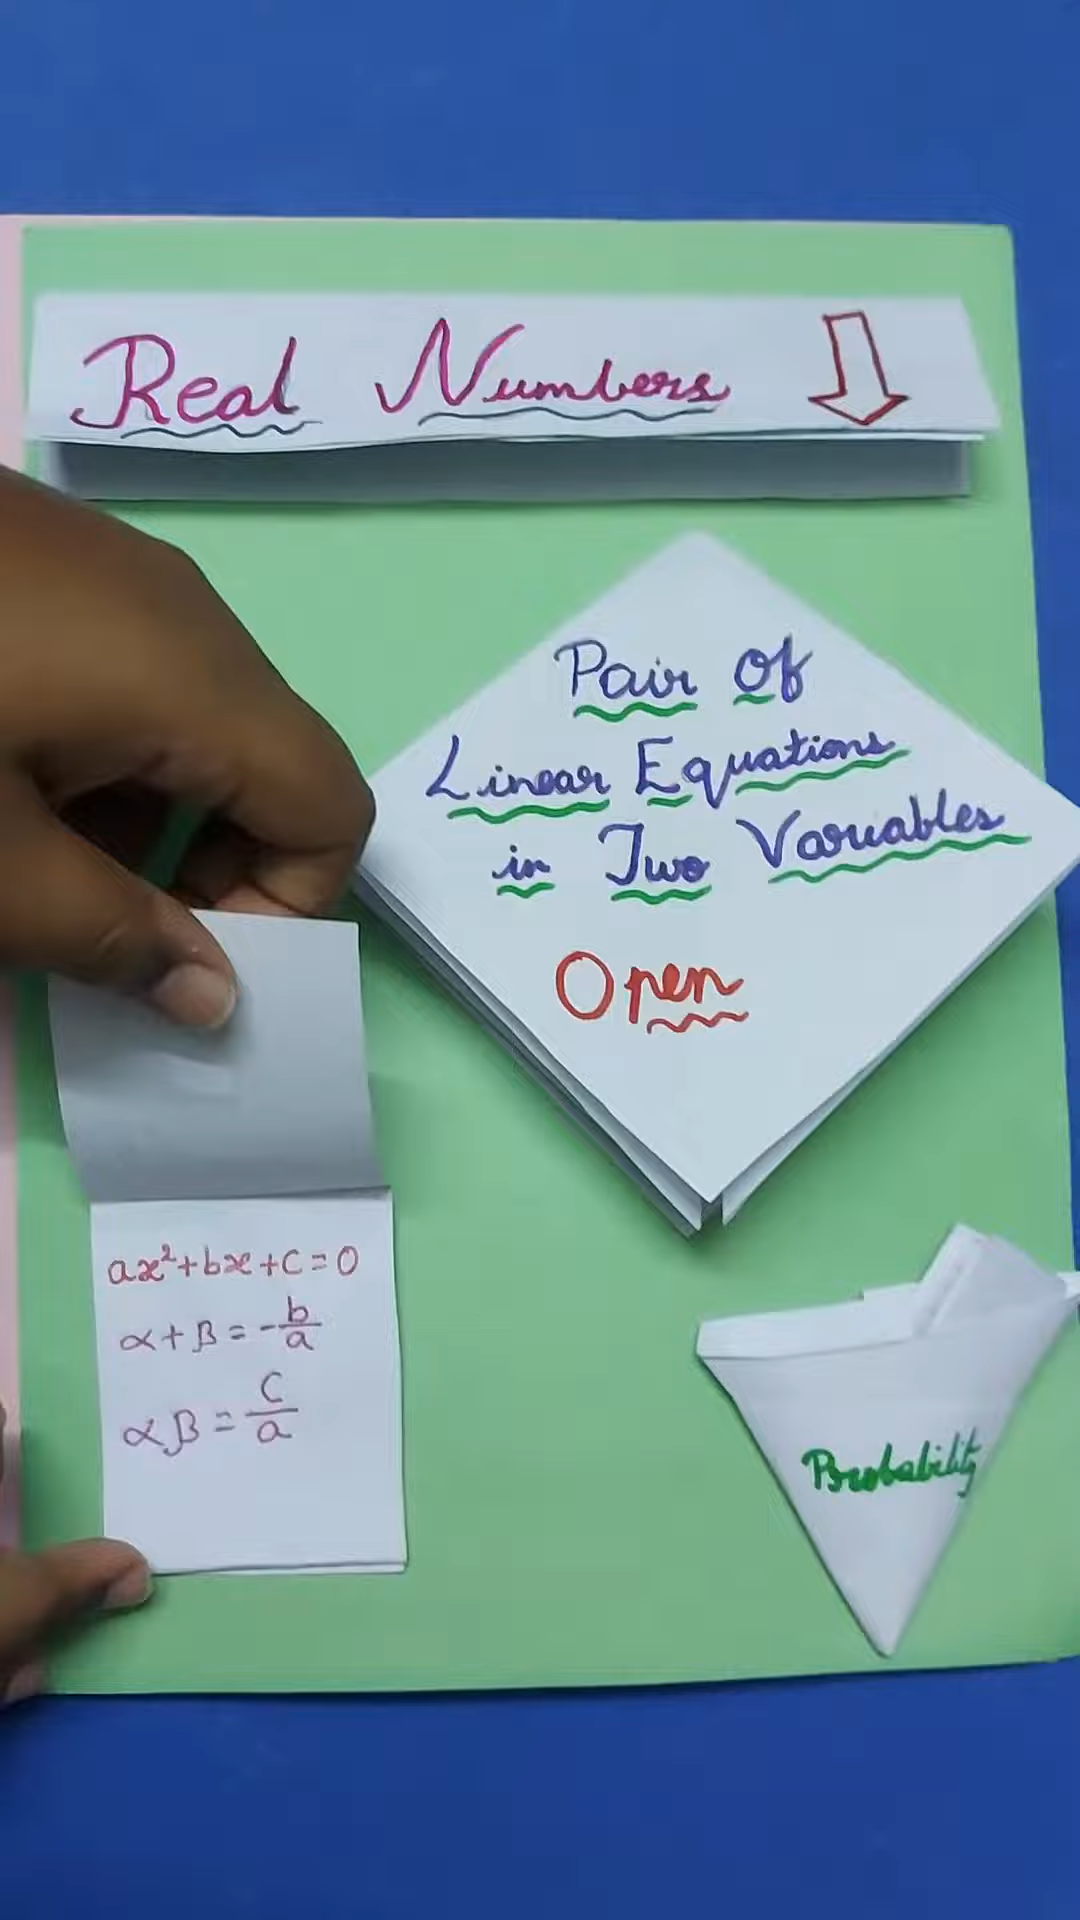 Real Numbers
Pair of
Linear Equations
in Two Variables
Open
ax²+bx+C=0
α+β=-b/a
αβ=C/a
Probability